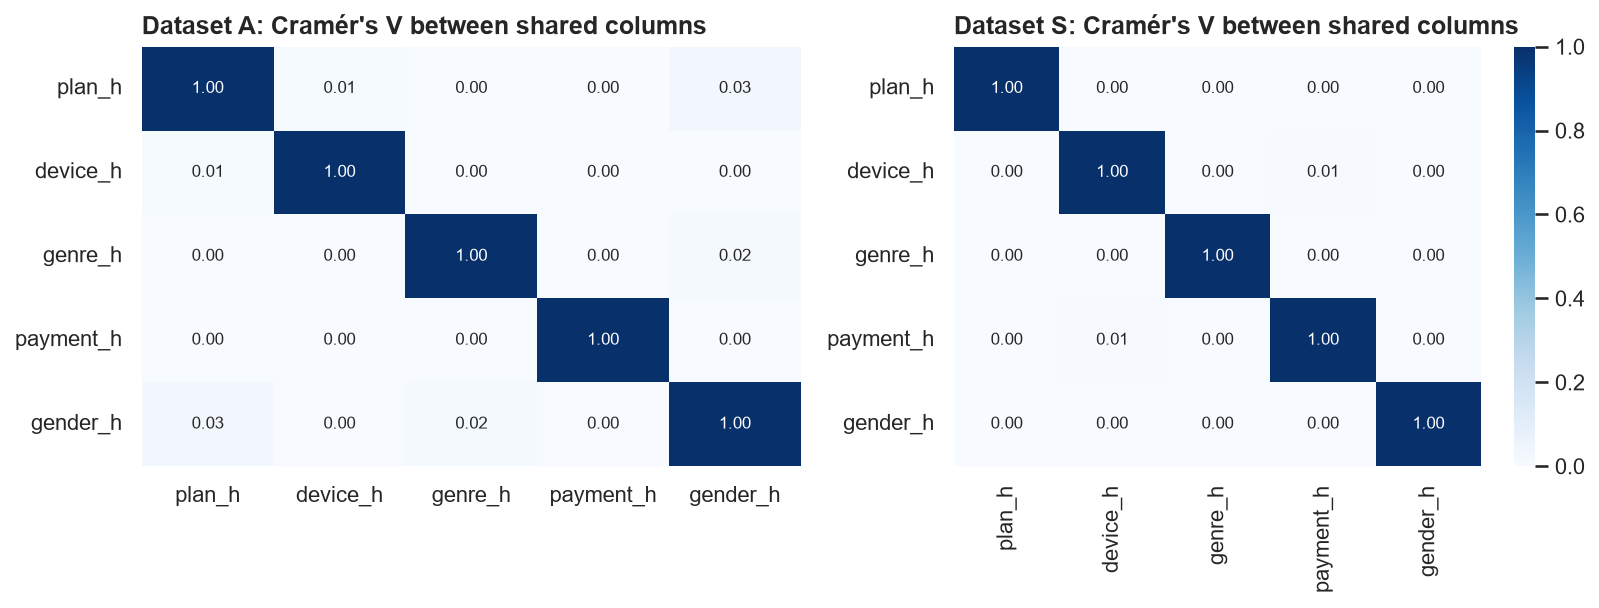 Dataset A: Cramér's V between shared columns
plan_h 1.00 0.01 0.00 0.00 0.03
device_h 0.01 1.00 0.00 0.00 0.00
genre_h 0.00 0.00 1.00 0.00 0.02
payment_h 0.00 0.00 0.00 1.00 0.00
gender_h 0.03 0.00 0.02 0.00 1.00
plan_h device_h genre_h payment_h gender_h
Dataset S: Cramér's V between shared columns
plan_h 1.00 0.00 0.00 0.00 0.00
device_h 0.00 1.00 0.00 0.01 0.00
genre_h 0.00 0.00 1.00 0.00 0.00
payment_h 0.00 0.01 0.00 1.00 0.00
gender_h 0.00 0.00 0.00 0.00 1.00
plan_h device_h genre_h payment_h gender_h
1.0
0.8
0.6
0.4
0.2
0.0